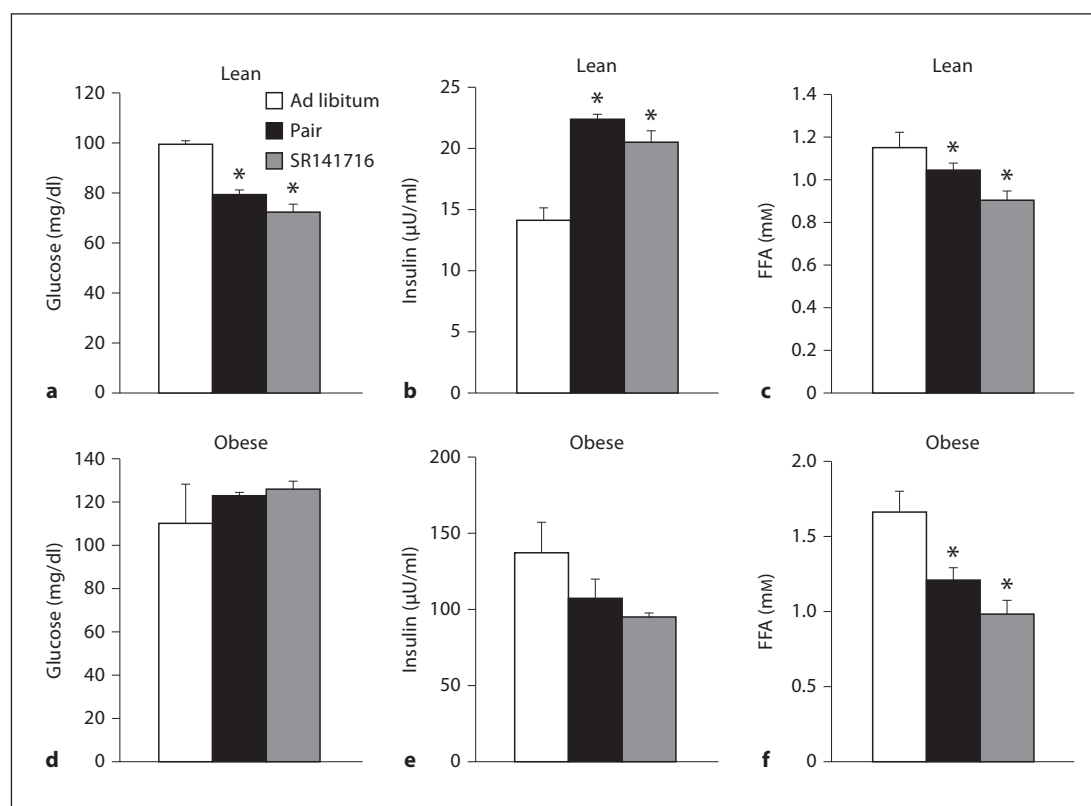 Lean
Glucose (mg/dl)
120
100
80
60
40
20
0
Ad libitum
Pair
SR141716
*
*
a
Lean
Insulin (µU/ml)
25
20
15
10
5
0
*
*
b
Lean
FFA (mM)
1.4
1.2
1.0
0.8
0.6
0.4
0.2
0
*
*
c
Obese
Glucose (mg/dl)
140
120
100
80
60
40
20
0
d
Obese
Insulin (µU/ml)
200
150
100
50
0
e
Obese
FFA (mM)
2.0
1.5
1.0
0.5
0
*
*
f